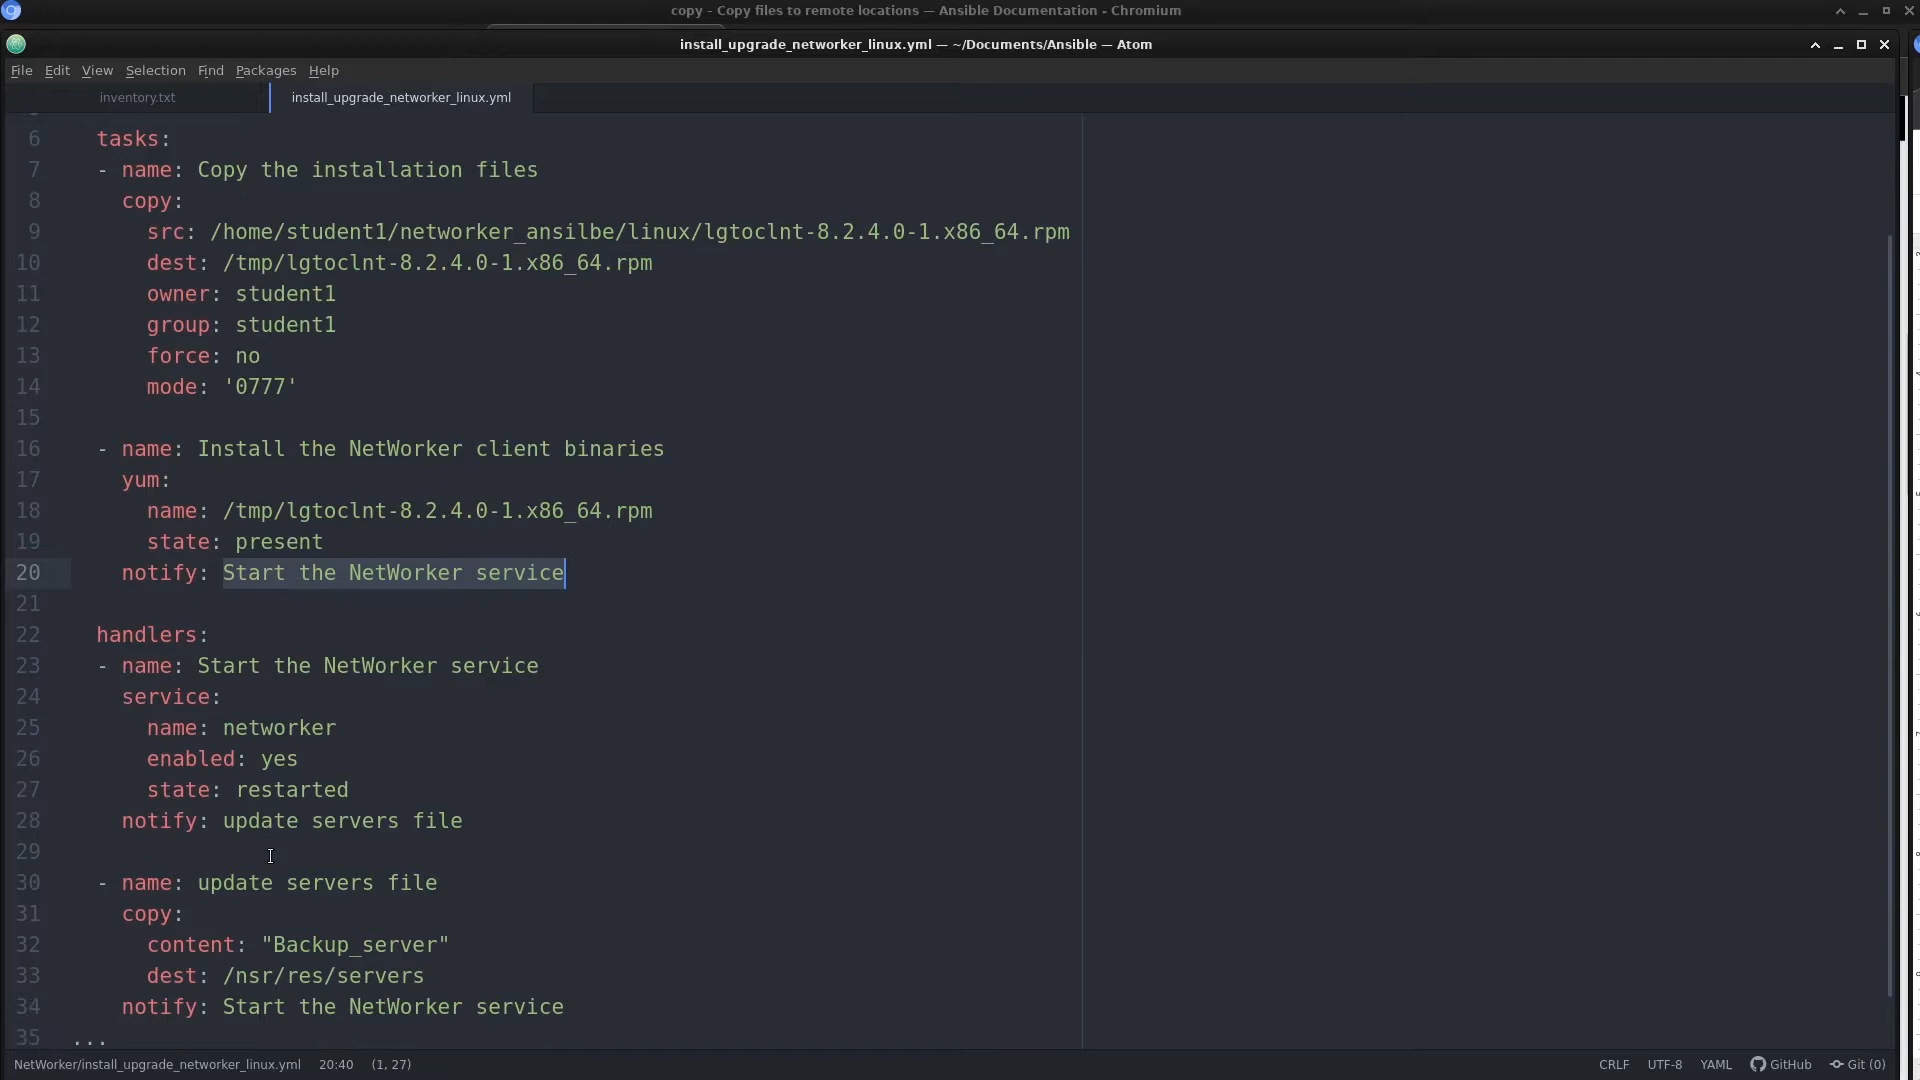 copy - Copy files to remote locations — Ansible Documentation - Chromium
install_upgrade_networker_linux.yml — ~/Documents/Ansible — Atom
File Edit View Selection Find Packages Help
inventory.txt install_upgrade_networker_linux.yml
6 tasks:
7 - name: Copy the installation files
8 copy:
9 src: /home/student1/networker_ansilbe/linux/lgtoclnt-8.2.4.0-1.x86_64.rpm
10 dest: /tmp/lgtoclnt-8.2.4.0-1.x86_64.rpm
11 owner: student1
12 group: student1
13 force: no
14 mode: '0777'
15
16 - name: Install the NetWorker client binaries
17 yum:
18 name: /tmp/lgtoclnt-8.2.4.0-1.x86_64.rpm
19 state: present
20 notify: Start the NetWorker service
21
22 handlers:
23 - name: Start the NetWorker service
24 service:
25 name: networker
26 enabled: yes
27 state: restarted
28 notify: update servers file
29
30 - name: update servers file
31 copy:
32 content: "Backup_server"
33 dest: /nsr/res/servers
34 notify: Start the NetWorker service
35 ...
NetWorker/install_upgrade_networker_linux.yml 20:40 (1, 27) CRLF UTF-8 YAML GitHub Git (0)